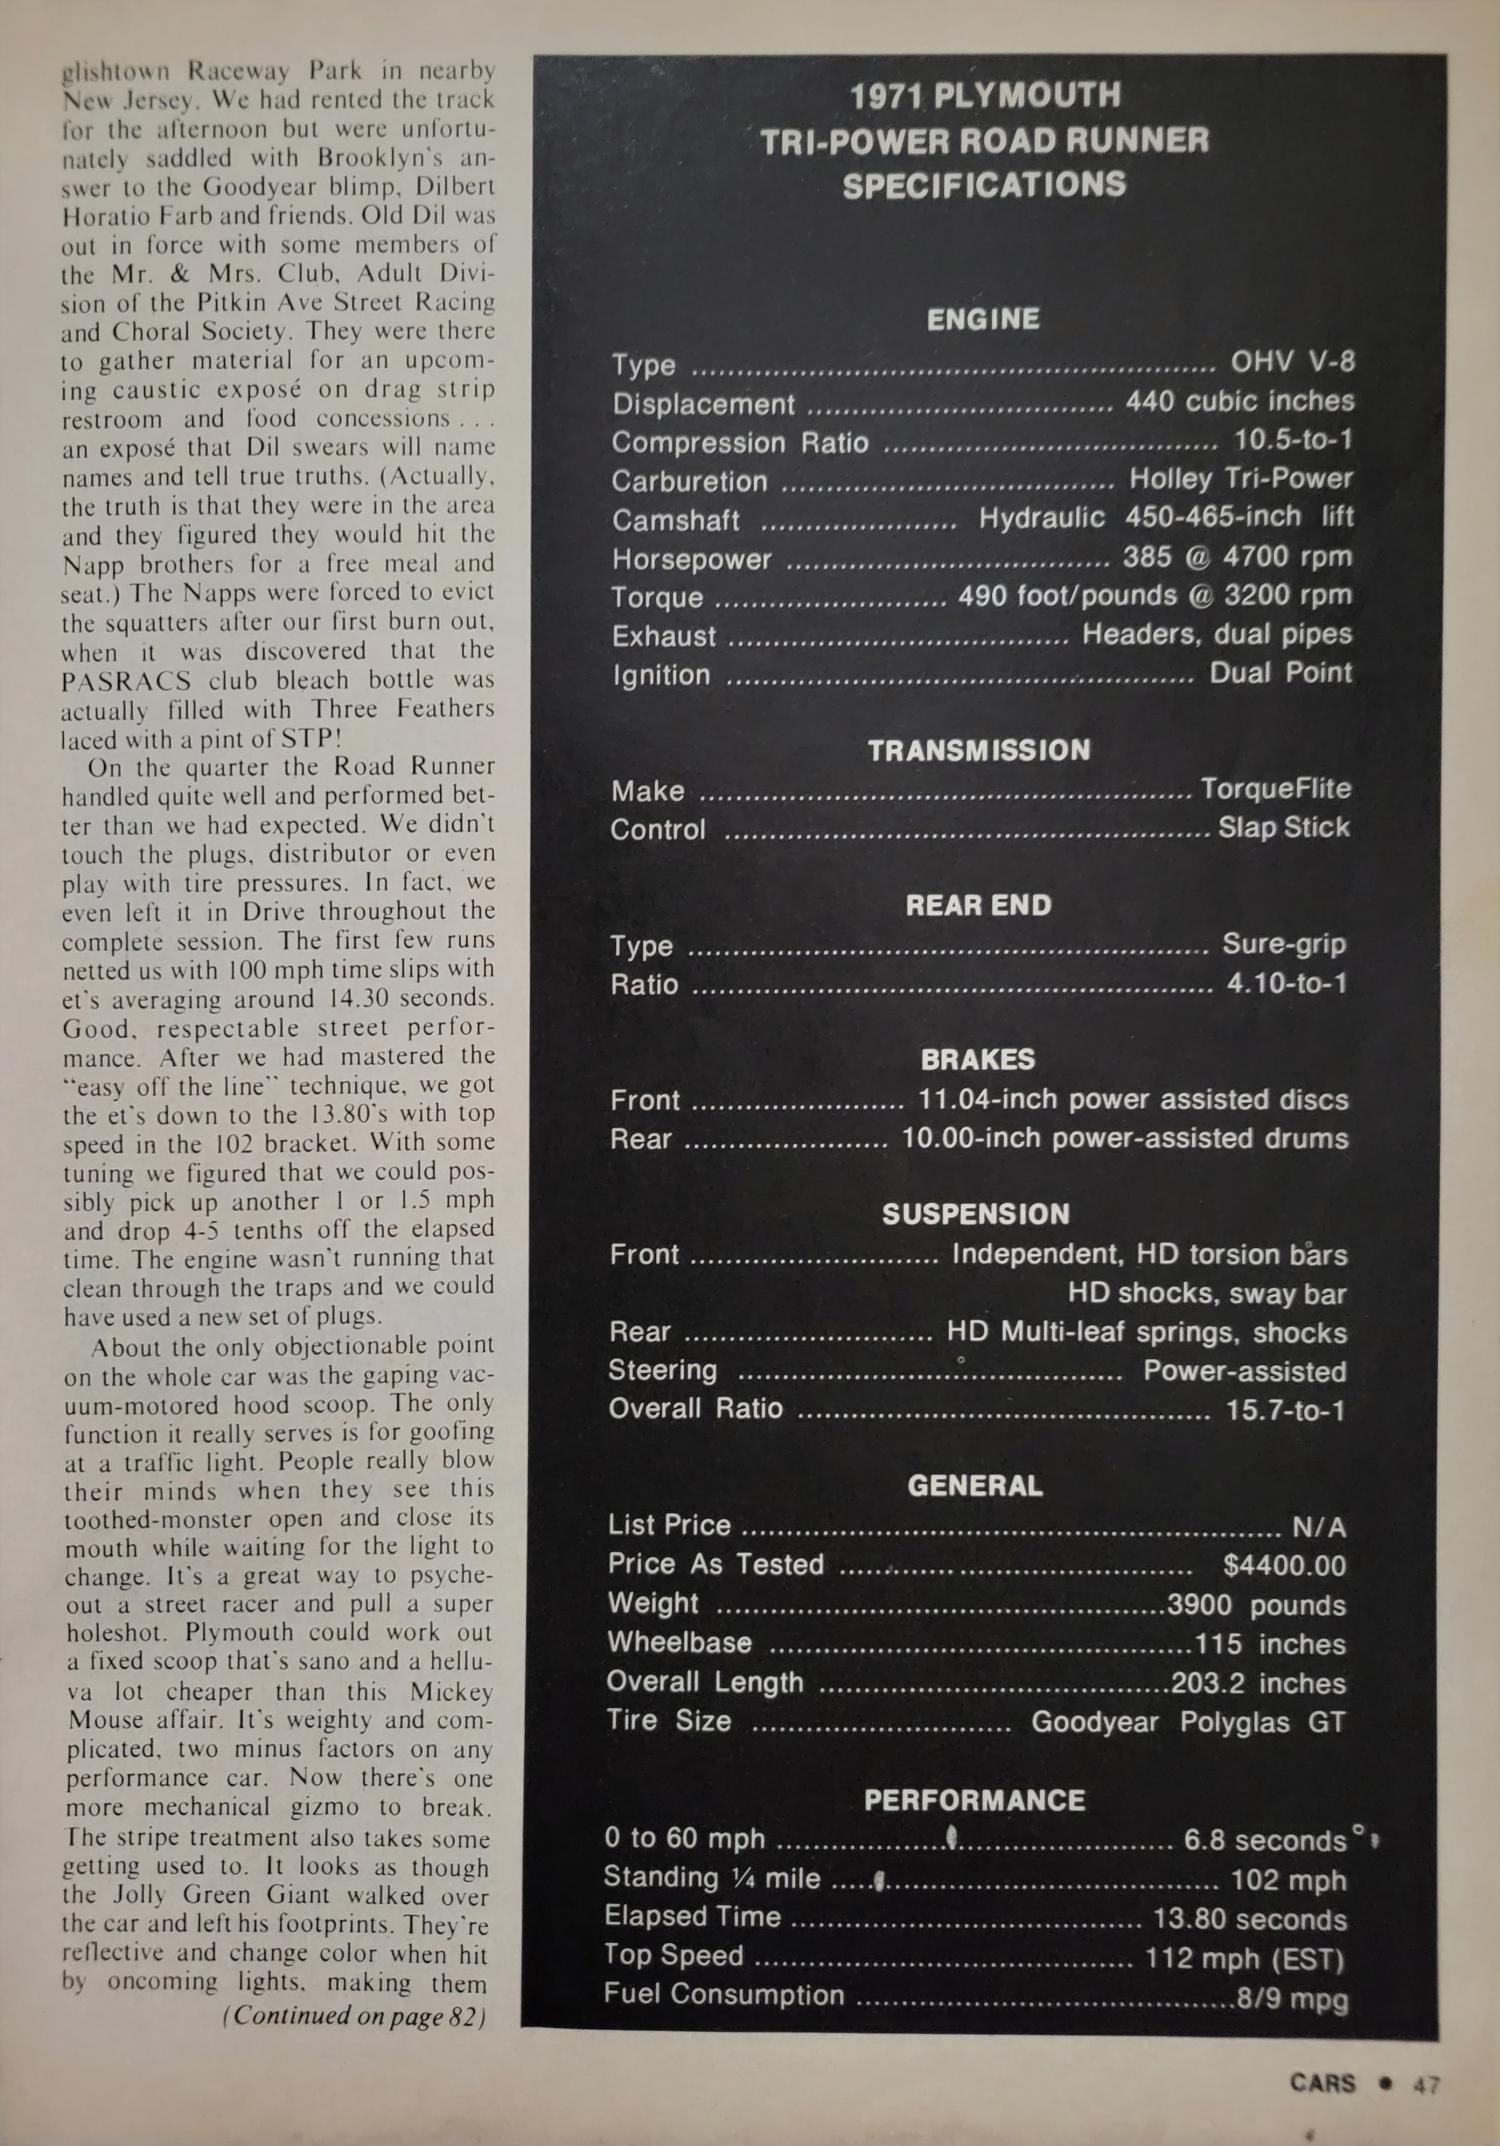 glishtown Raceway Park in nearby
New Jersey. We had rented the track
for the afternoon but were unfortu-
nately saddled with Brooklyn's an-
swer to the Goodyear blimp, Dilbert
Horatio Farb and friends. Old Dil was
out in force with some members of
the Mr. & Mrs. Club, Adult Divi-
sion of the Pitkin Ave Street Racing
and Choral Society. They were there
to gather material for an upcom-
ing caustic exposé on drag strip
restroom and food concessions . . .
an exposé that Dil swears will name
names and tell true truths. (Actually,
the truth is that they were in the area
and they figured they would hit the
Napp brothers for a free meal and
seat.) The Napps were forced to evict
the squatters after our first burn out,
when it was discovered that the
PASRACS club bleach bottle was
actually filled with Three Feathers
laced with a pint of STP!
On the quarter the Road Runner
handled quite well and performed bet-
ter than we had expected. We didn't
touch the plugs, distributor or even
play with tire pressures. In fact, we
even left it in Drive throughout the
complete session. The first few runs
netted us with 100 mph time slips with
et's averaging around 14.30 seconds.
Good, respectable street perfor-
mance. After we had mastered the
"easy off the line" technique, we got
the et's down to the 13.80's with top
speed in the 102 bracket. With some
tuning we figured that we could pos-
sibly pick up another 1 or 1.5 mph
and drop 4-5 tenths off the elapsed
time. The engine wasn't running that
clean through the traps and we could
have used a new set of plugs.
About the only objectionable point
on the whole car was the gaping vac-
uum-motored hood scoop. The only
function it really serves is for goofing
at a traffic light. People really blow
their minds when they see this
toothed-monster open and close its
mouth while waiting for the light to
change. It's a great way to psyche-
out a street racer and pull a super
holeshot. Plymouth could work out
a fixed scoop that's sano and a hellu-
va lot cheaper than this Mickey
Mouse affair. It's weighty and com-
plicated, two minus factors on any
performance car. Now there's one
more mechanical gizmo to break.
The stripe treatment also takes some
getting used to. It looks as though
the Jolly Green Giant walked over
the car and left his footprints. They're
reflective and change color when hit
by oncoming lights, making them
(Continued on page 82)
1971 PLYMOUTH
TRI-POWER ROAD RUNNER
SPECIFICATIONS
ENGINE
Type ........ OHV V-8
Displacement ........ 440 cubic inches
Compression Ratio ........ 10.5-to-1
Carburetion ........ Holley Tri-Power
Camshaft ........ Hydraulic 450-465-inch lift
Horsepower ........ 385 @ 4700 rpm
Torque ........ 490 foot/pounds @ 3200 rpm
Exhaust ........ Headers, dual pipes
Ignition ........ Dual Point
TRANSMISSION
Make ........ TorqueFlite
Control ........ Slap Stick
REAR END
Type ........ Sure-grip
Ratio ........ 4.10-to-1
BRAKES
Front ........ 11.04-inch power assisted discs
Rear ........ 10.00-inch power-assisted drums
SUSPENSION
Front ........ Independent, HD torsion bars
HD shocks, sway bar
Rear ........ HD Multi-leaf springs, shocks
Steering ........ Power-assisted
Overall Ratio ........ 15.7-to-1
GENERAL
List Price ........ N/A
Price As Tested ........ $4400.00
Weight ........ 3900 pounds
Wheelbase ........ 115 inches
Overall Length ........ 203.2 inches
Tire Size ........ Goodyear Polyglas GT
PERFORMANCE
0 to 60 mph ........ 6.8 seconds
Standing ¼ mile ........ 102 mph
Elapsed Time ........ 13.80 seconds
Top Speed ........ 112 mph (EST)
Fuel Consumption ........ 8/9 mpg
CARS • 47